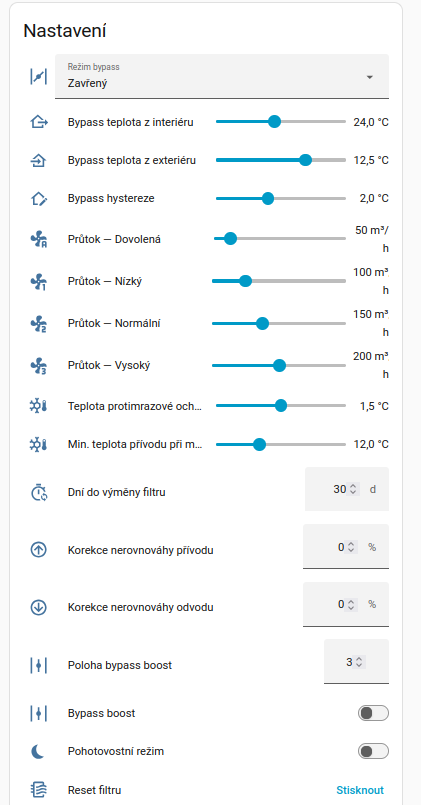 Nastavení
Režim bypass
Zavřený
Bypass teplota z interiéru 24,0 °C
Bypass teplota z exteriéru 12,5 °C
Bypass hystereze 2,0 °C
Průtok — Dovolená 50 m³/
h
Průtok — Nízký 100 m³
h
Průtok — Normální 150 m³
h
Průtok — Vysoký 200 m³
h
Teplota protimrazové och... 1,5 °C
Min. teplota přívodu při m... 12,0 °C
Dní do výměny filtru 30 d
Korekce nerovnováhy přívodu 0 %
Korekce nerovnováhy odvodu 0 %
Poloha bypass boost 3
Bypass boost
Pohotovostní režim
Reset filtru Stisknout